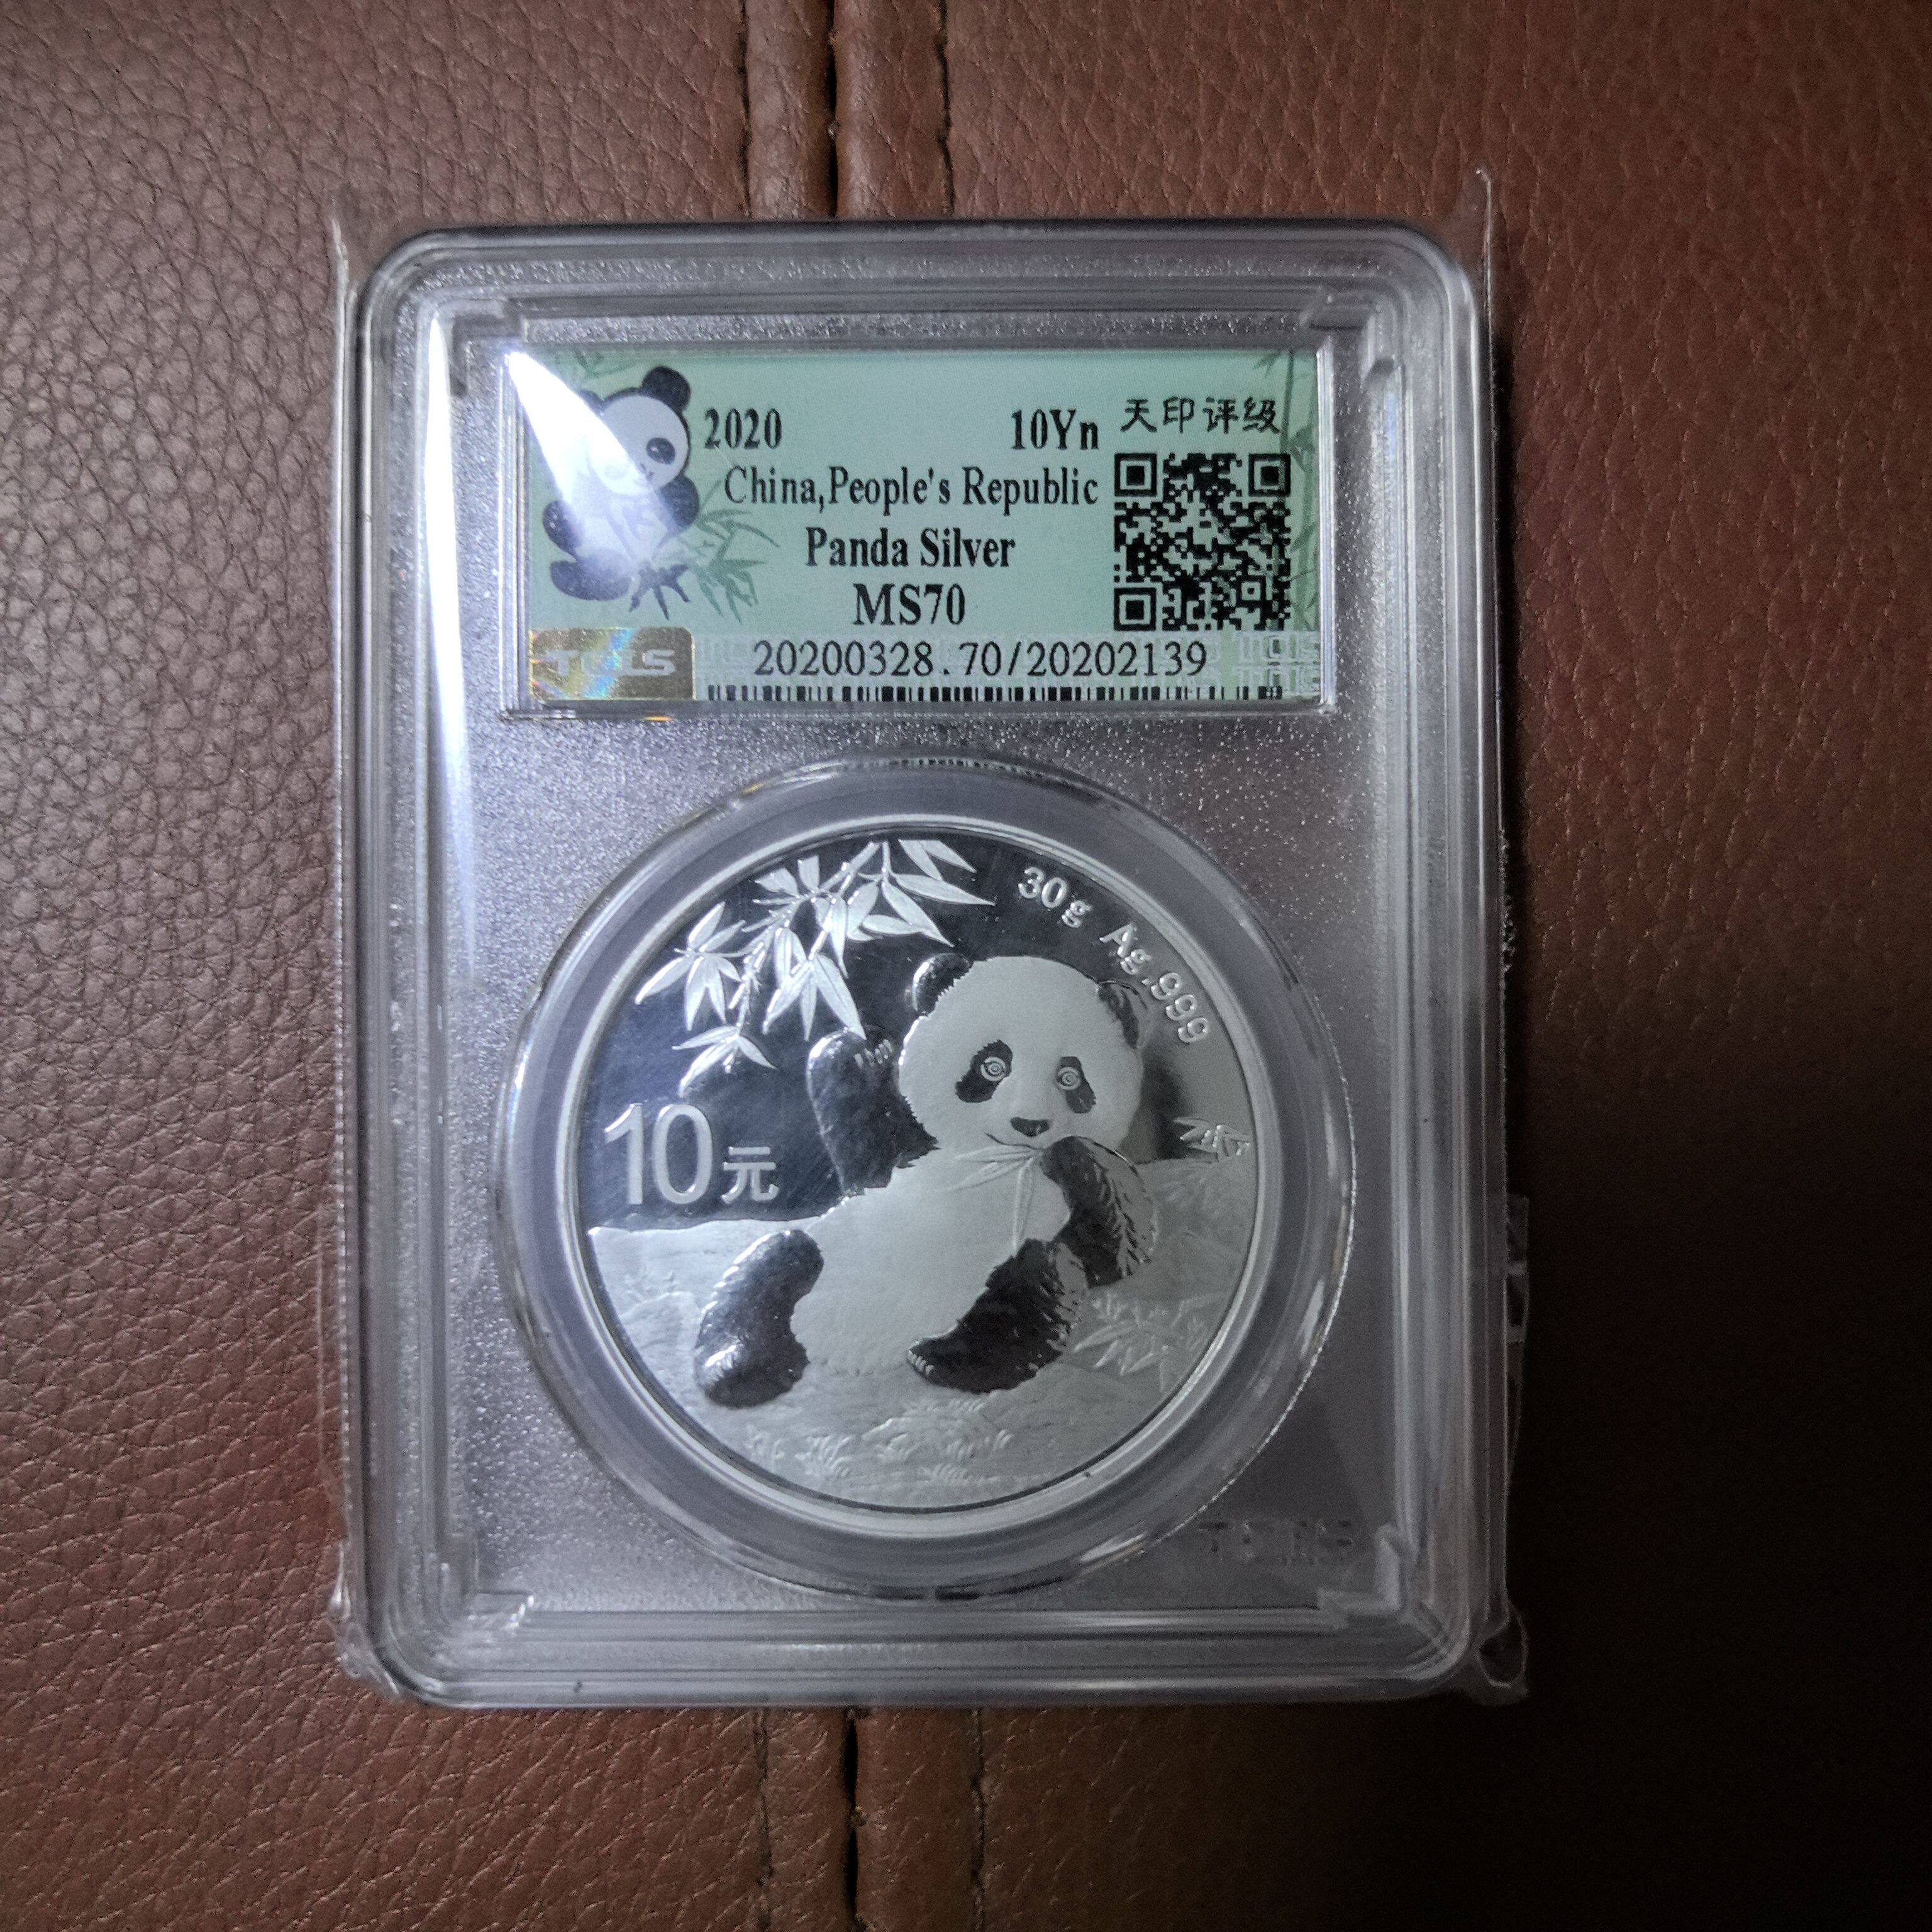 2020 10Yn 天印评级
China,People's Republic
Panda Silver
MS70
TCIS 20200328.70/20202139
30g Ag.999
10元